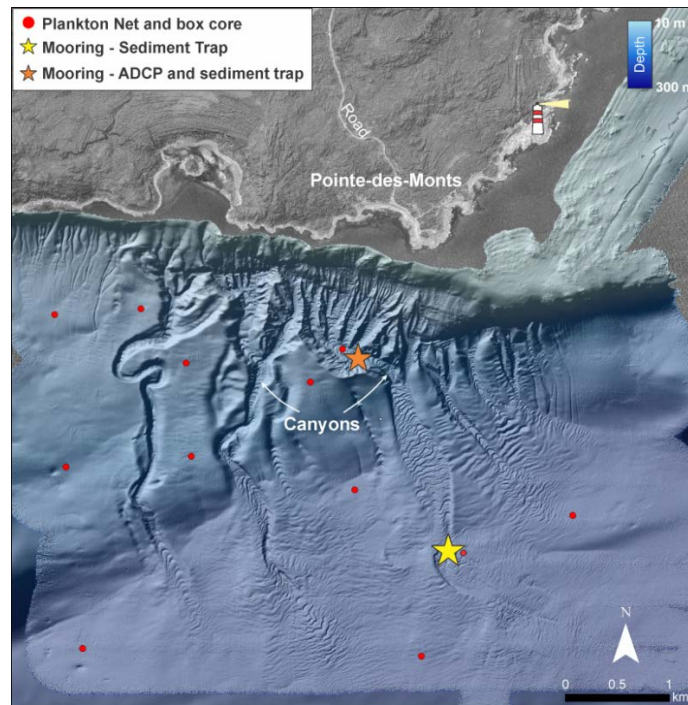 Plankton Net and box core
Mooring - Sediment Trap
Mooring - ADCP and sediment trap
10 m
Depth
300 m
Road
Pointe-des-Monts
Canyons
N
0 0.5 1
km